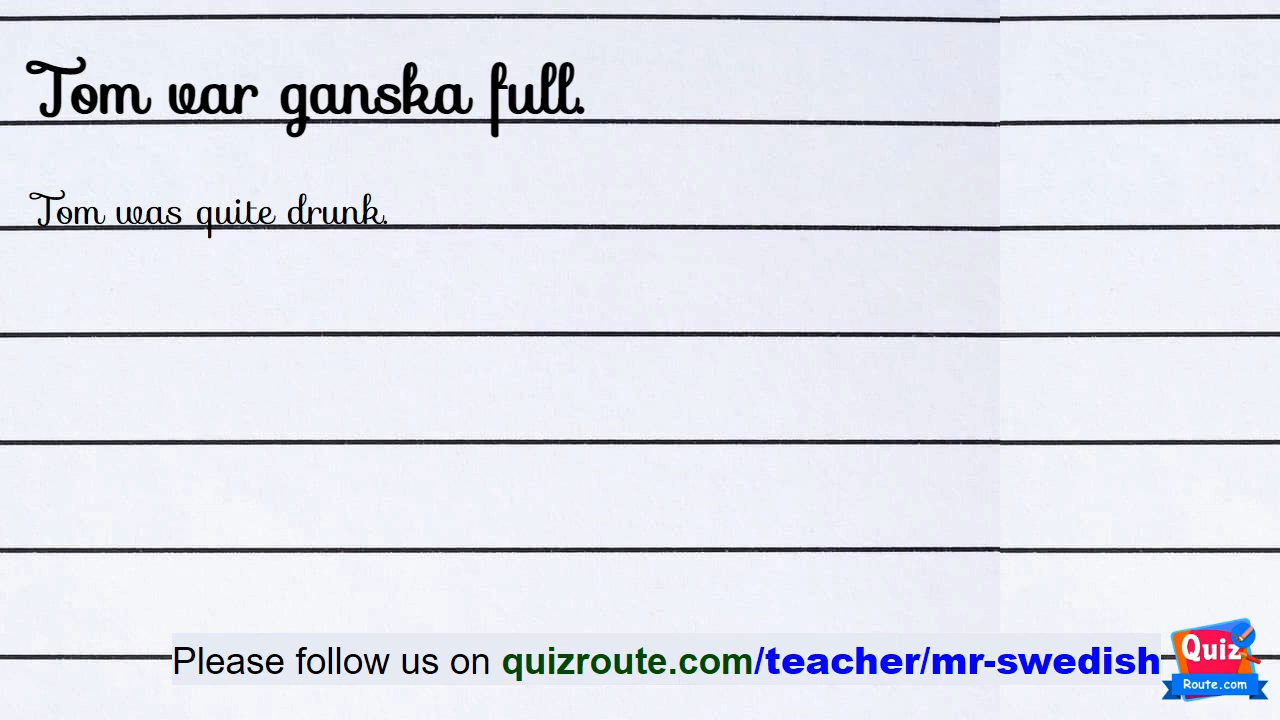 Tom var ganska full.
Tom was quite drunk.
Please follow us on quizroute.com/teacher/mr-swedish
Quiz
Route.com